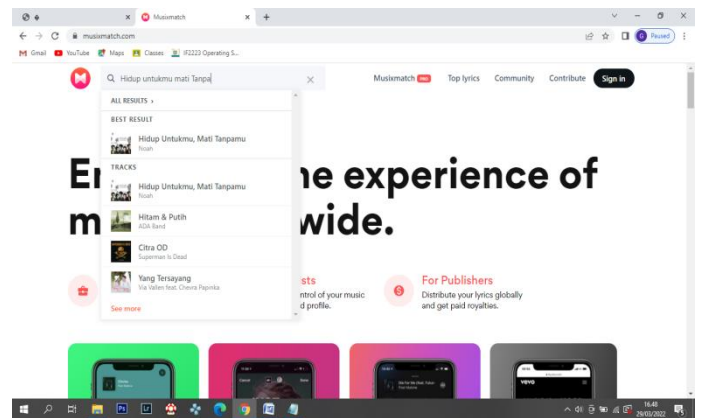 Musixmatch
musixmatch.com
Paused
Gmail YouTube Maps Classes IF2223 Operating S...
Hidup untukmu mati Tanpa
Musixmatch PRO Top lyrics Community Contribute Sign in
ALL RESULTS >
BEST RESULT
Hidup Untukmu, Mati Tanpamu
Noah
TRACKS
Hidup Untukmu, Mati Tanpamu
Noah
Hitam & Putih
ADA Band
Citra OD
Superman Is Dead
Yang Tersayang
Via Vallen feat. Chevra Papinka
See more
E he experience of
m wide.
sts
ntrol of your music
d profile.
For Publishers
Distribute your lyrics globally
and get paid royalties.
vevo
16.40
29/03/2022